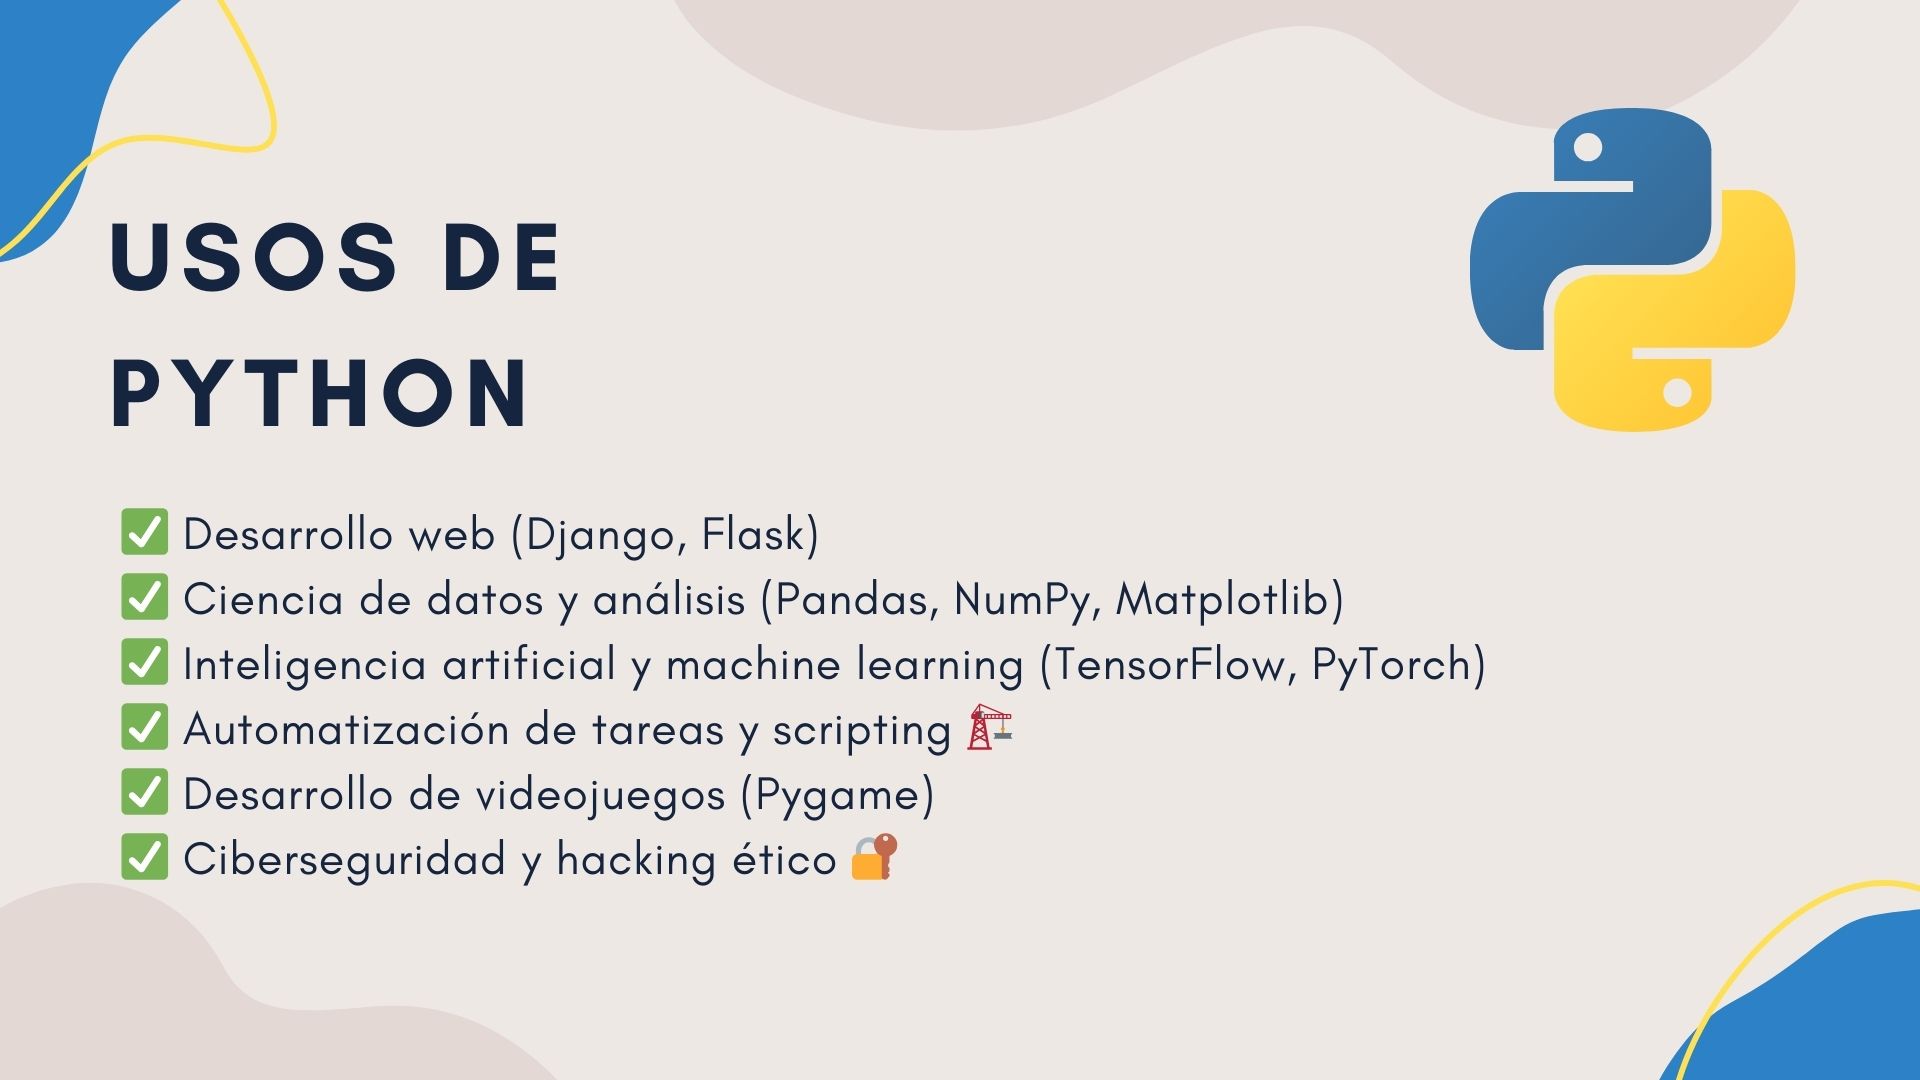 USOS DE
PYTHON
✅ Desarrollo web (Django, Flask)
✅ Ciencia de datos y análisis (Pandas, NumPy, Matplotlib)
✅ Inteligencia artificial y machine learning (TensorFlow, PyTorch)
✅ Automatización de tareas y scripting 🏗️
✅ Desarrollo de videojuegos (Pygame)
✅ Ciberseguridad y hacking ético 🔐